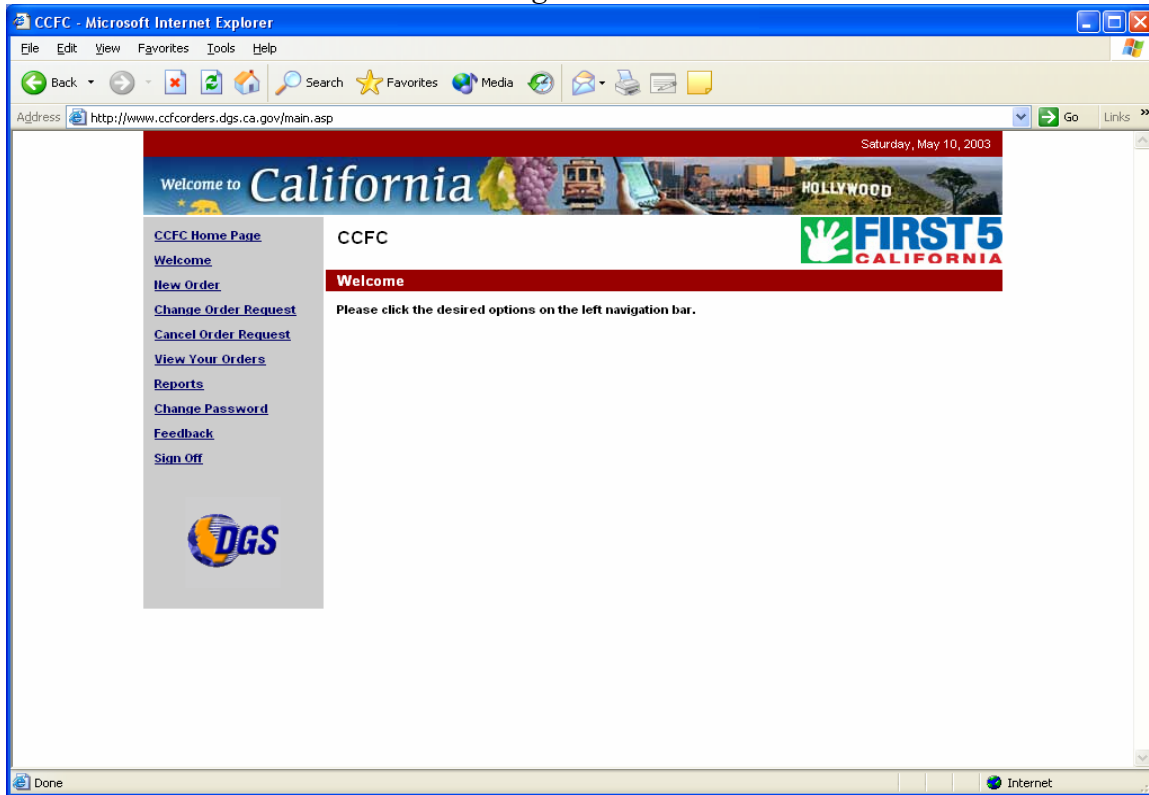 CCFC - Microsoft Internet Explorer
File Edit View Favorites Tools Help
Back Search Favorites Media
Address http://www.ccfcorders.dgs.ca.gov/main.asp Go Links »
Saturday, May 10, 2003
Welcome to California
HOLLYWOOD
CCFC Home Page
Welcome
New Order
Change Order Request
Cancel Order Request
View Your Orders
Reports
Change Password
Feedback
Sign Off
DGS
CCFC
FIRST 5
CALIFORNIA
Welcome
Please click the desired options on the left navigation bar.
Done Internet